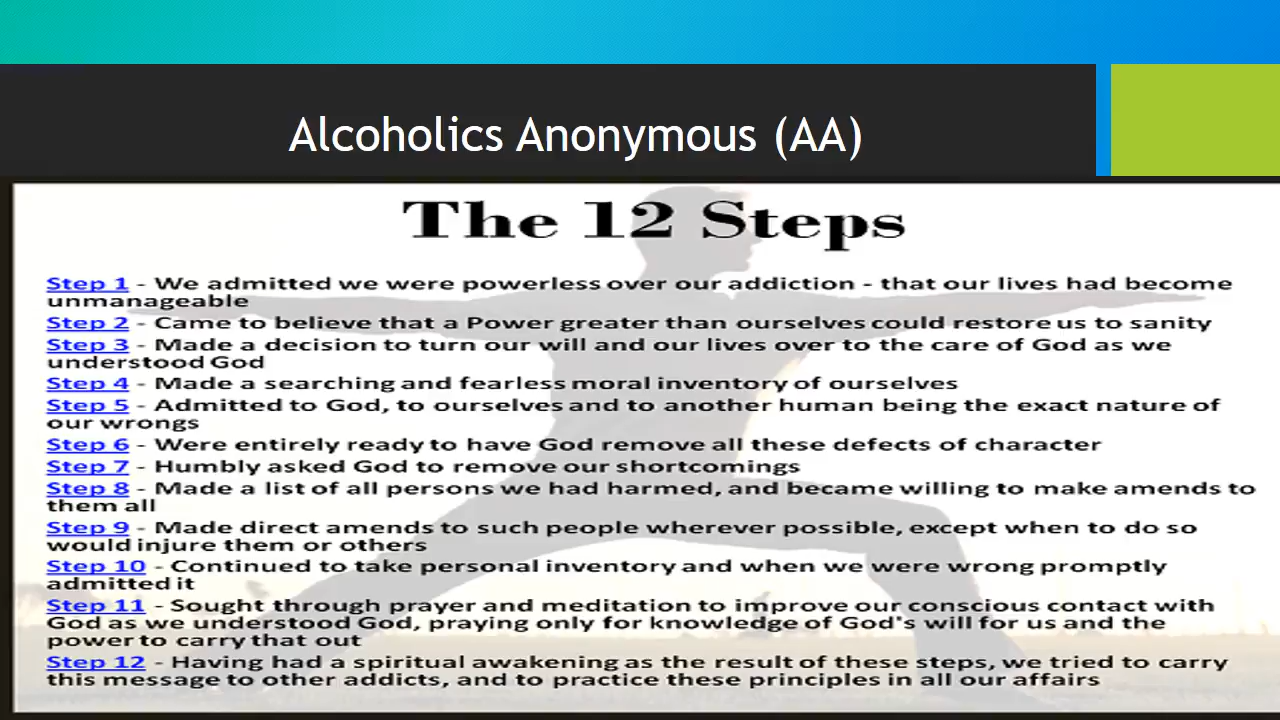 Alcoholics Anonymous (AA)
The 12 Steps
Step 1 - We admitted we were powerless over our addiction - that our lives had become
unmanageable
Step 2 - Came to believe that a Power greater than ourselves could restore us to sanity
Step 3 - Made a decision to turn our will and our lives over to the care of God as we
understood God
Step 4 - Made a searching and fearless moral inventory of ourselves
Step 5 - Admitted to God, to ourselves and to another human being the exact nature of
our wrongs
Step 6 - Were entirely ready to have God remove all these defects of character
Step 7 - Humbly asked God to remove our shortcomings
Step 8 - Made a list of all persons we had harmed, and became willing to make amends to
them all
Step 9 - Made direct amends to such people wherever possible, except when to do so
would injure them or others
Step 10 - Continued to take personal inventory and when we were wrong promptly
admitted it
Step 11 - Sought through prayer and meditation to improve our conscious contact with
God as we understood God, praying only for knowledge of God's will for us and the
power to carry that out
Step 12 - Having had a spiritual awakening as the result of these steps, we tried to carry
this message to other addicts, and to practice these principles in all our affairs